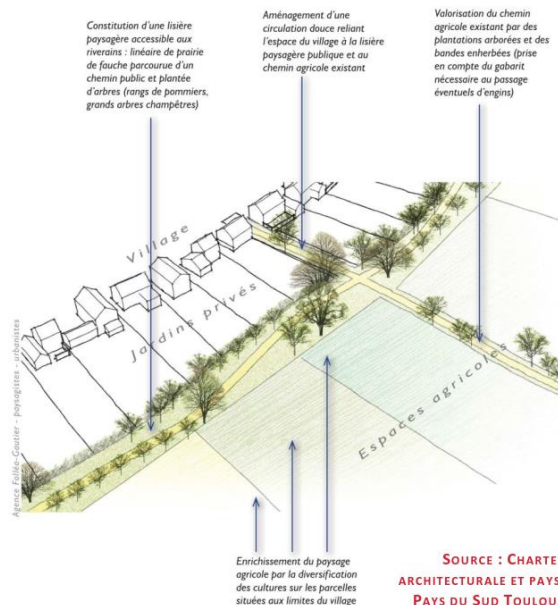 Constitution d'une lisière
paysagère accessible aux
riverains : linéaire de prairie
de fauche parcourue d'un
chemin public et plantée
d'arbres (rangs de pommiers,
grands arbres champêtres)
Aménagement d'une
circulation douce reliant
l'espace du village à la lisière
paysagère publique et au
chemin agricole existant
Valorisation du chemin
agricole existant par des
plantations arborées et des
bandes enherbées (prise
en compte du gabarit
nécessaire au passage
éventuels d'engins)
Village
Jardins privés
Espaces agricoles
Agence Folléa-Gautier - paysagistes - urbanistes
Enrichissement du paysage
agricole par la diversification
des cultures sur les parcelles
situées aux limites du village
SOURCE : CHARTE
ARCHITECTURALE ET PAYS
PAYS DU SUD TOULOU